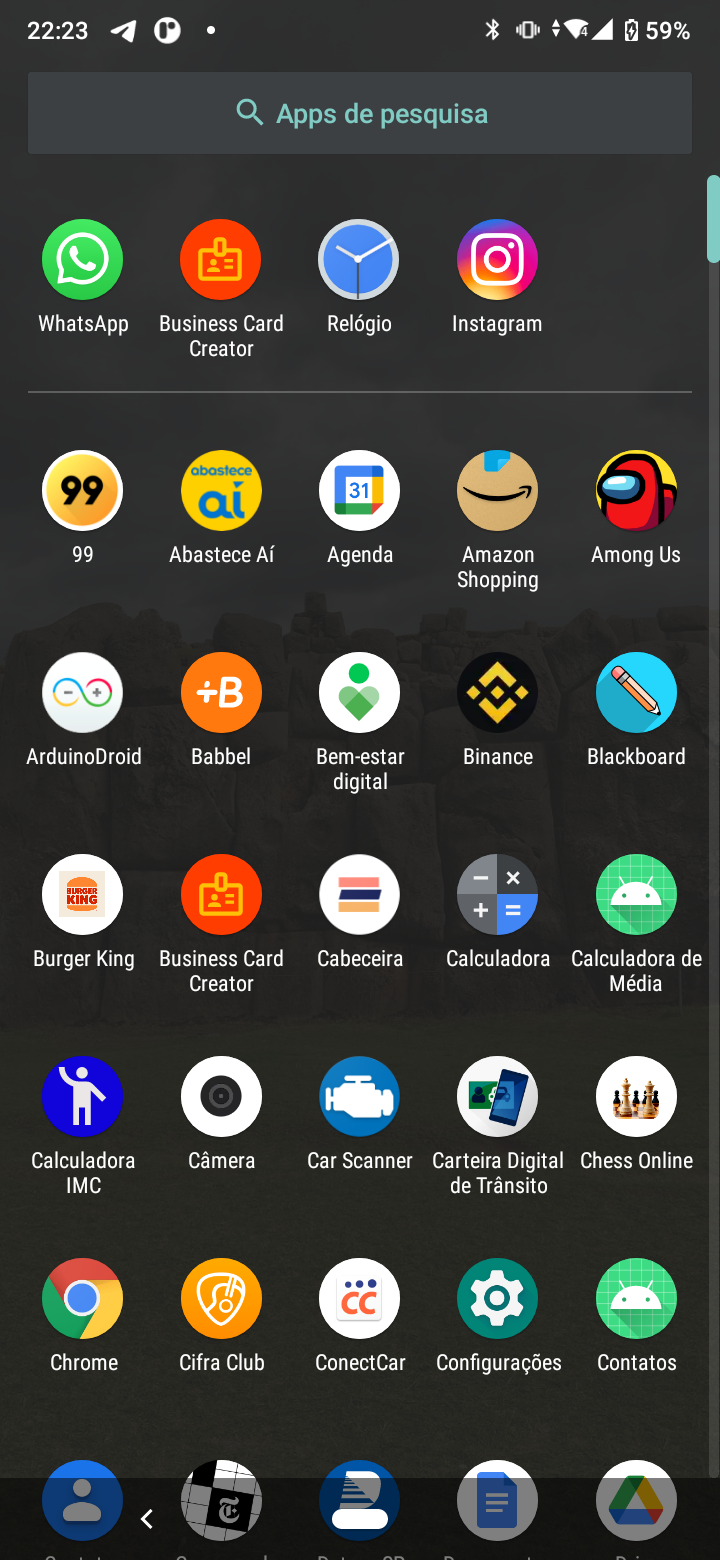 22:23
59%
Apps de pesquisa
WhatsApp
Business Card
Creator
Relógio
Instagram
99
abastece
aí
31
99
Abastece Aí
Agenda
Amazon
Shopping
Among Us
+B
ArduinoDroid
Babbel
Bem-estar
digital
Binance
Blackboard
BURGER
KING
Burger King
Business Card
Creator
Cabeceira
Calculadora
Calculadora de
Média
Calculadora
IMC
Câmera
Car Scanner
Carteira Digital
de Trânsito
Chess Online
CC
Chrome
Cifra Club
ConectCar
Configurações
Contatos